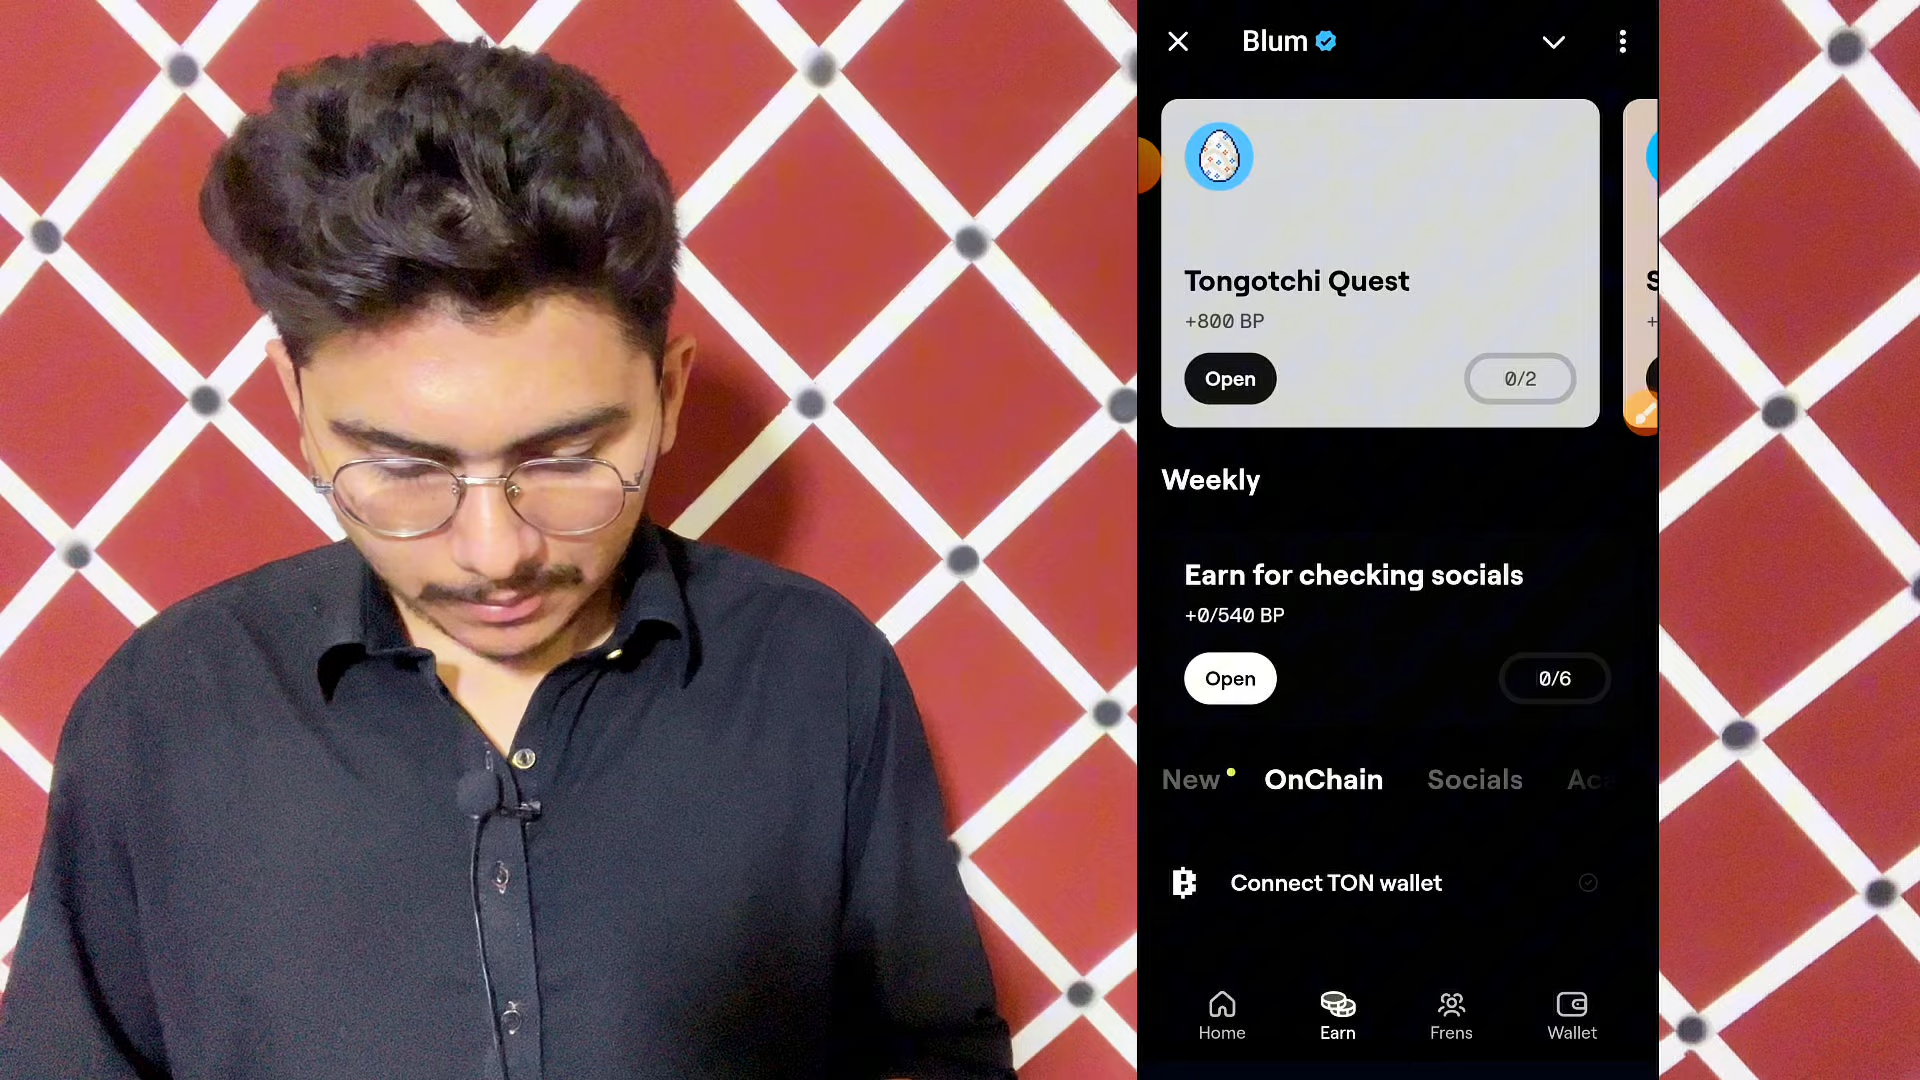 Blum
Tongotchi Quest
+800 BP
Open
0/2
S
+
Weekly
Earn for checking socials
+0/540 BP
Open
0/6
New
OnChain
Socials
Aca
Connect TON wallet
Home
Earn
Frens
Wallet